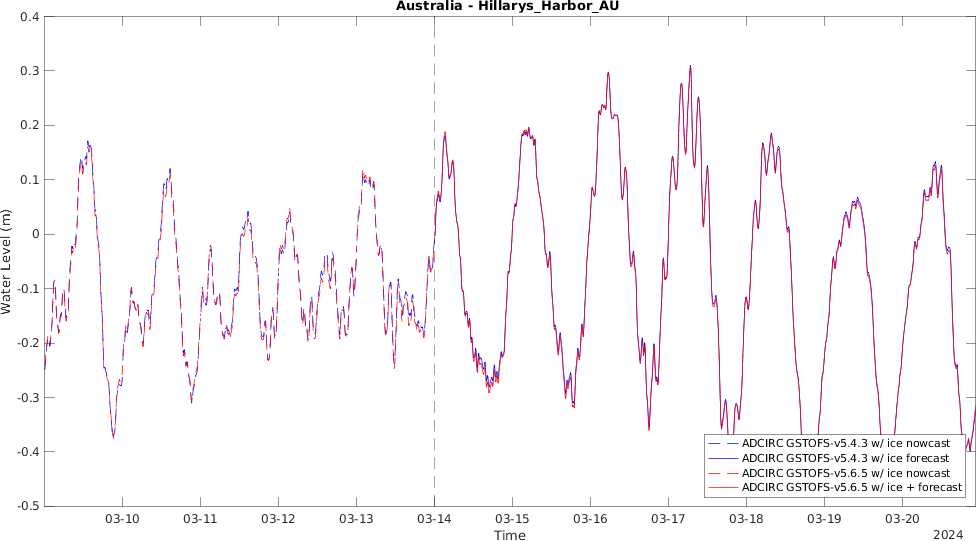 Australia - Hillarys_Harbor_AU
0.4
0.3
0.2
0.1
0
-0.1
-0.2
-0.3
-0.4
-0.5
Water Level (m)
ADCIRC GSTOFS-v5.4.3 w/ ice nowcast
ADCIRC GSTOFS-v5.4.3 w/ ice forecast
ADCIRC GSTOFS-v5.6.5 w/ ice nowcast
ADCIRC GSTOFS-v5.6.5 w/ ice + forecast
03-10 03-11 03-12 03-13 03-14 03-15 03-16 03-17 03-18 03-19 03-20
Time
2024